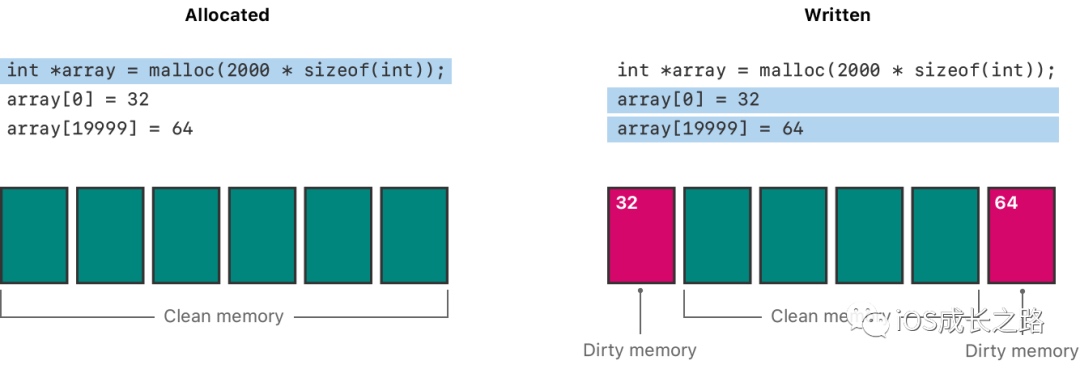 Allocated
int *array = malloc(2000 * sizeof(int));
array[0] = 32
array[19999] = 64
Clean memory
Written
int *array = malloc(2000 * sizeof(int));
array[0] = 32
array[19999] = 64
32
64
Clean memory
Dirty memory
Dirty memory
iOS成长之路